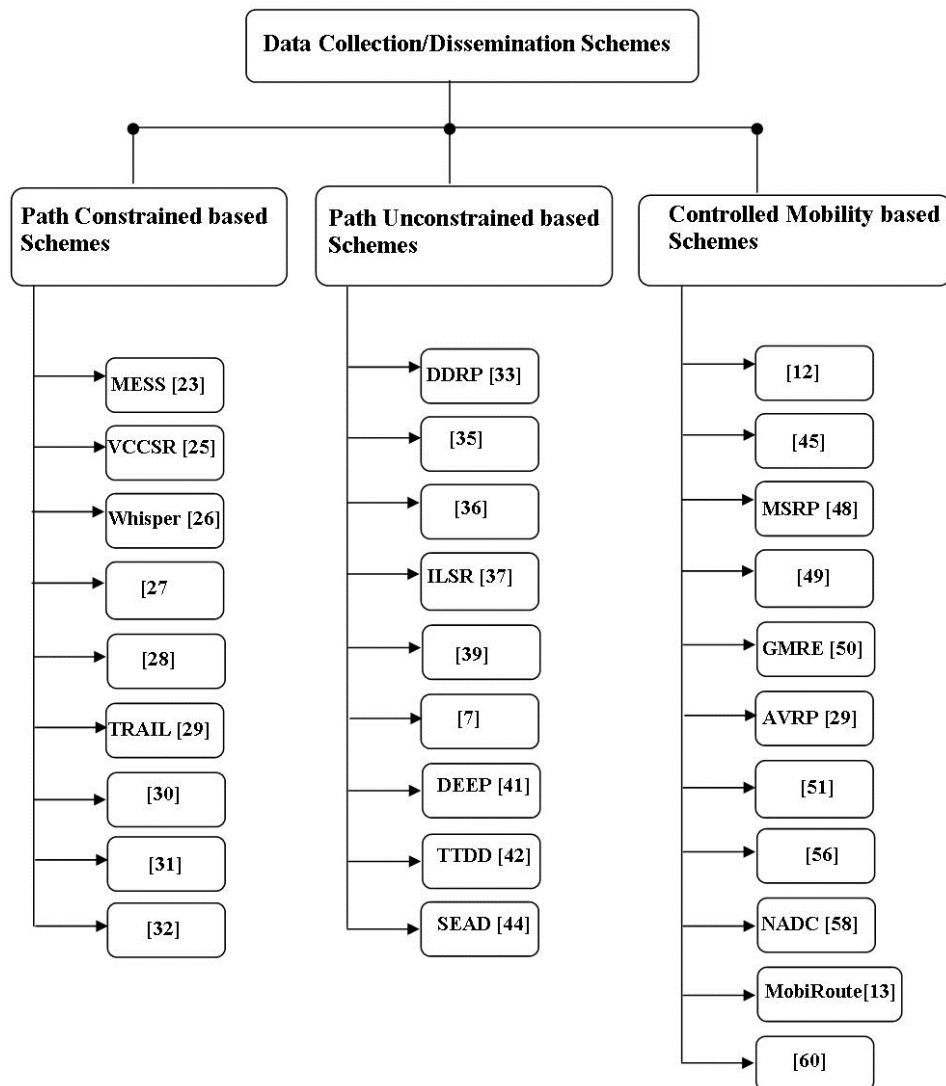 Data Collection/Dissemination Schemes
Path Constrained based
Schemes
MESS [23]
VCCSR [25]
Whisper [26]
[27
[28]
TRAIL [29]
[30]
[31]
[32]
Path Unconstrained based
Schemes
DDRP [33]
[35]
[36]
ILSR [37]
[39]
[7]
DEEP [41]
TTDD [42]
SEAD [44]
Controlled Mobility based
Schemes
[12]
[45]
MSRP [48]
[49]
GMRE [50]
AVRP [29]
[51]
[56]
NADC [58]
MobiRoute[13]
[60]